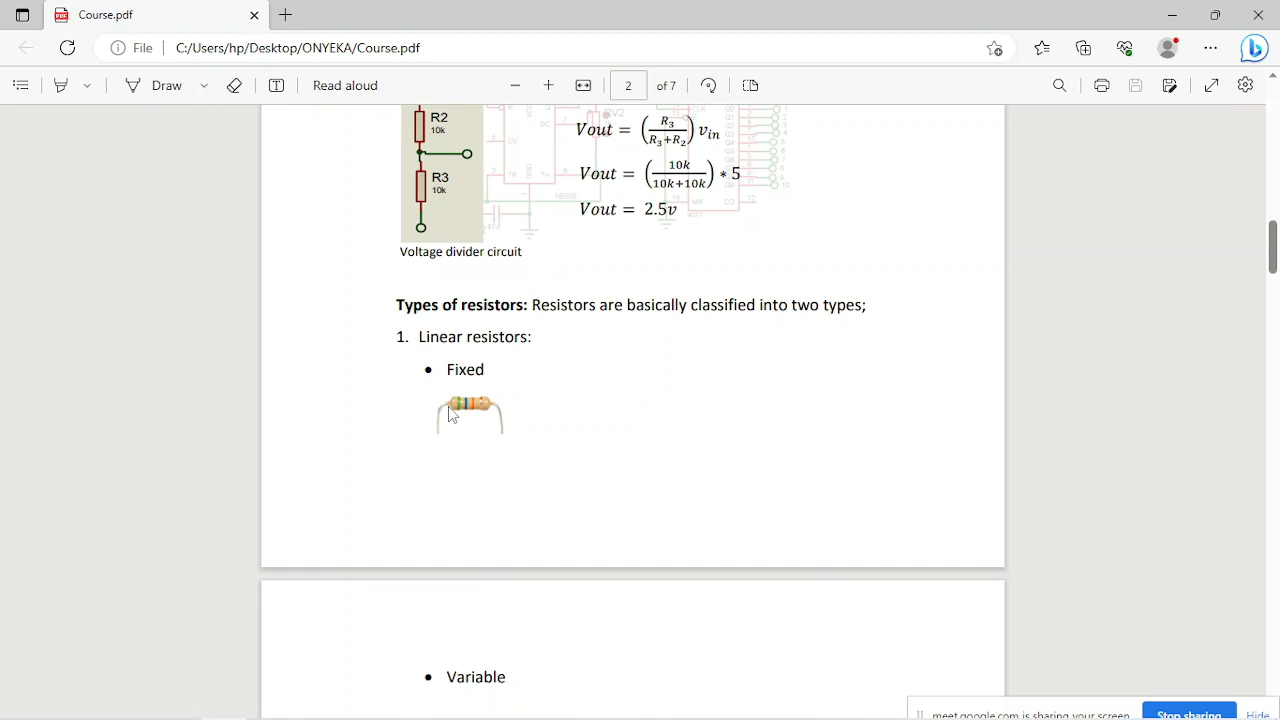 Course.pdf
File
C:/Users/hp/Desktop/ONYEKA/Course.pdf
Draw
Read aloud
2
of 7
R2
10k
R3
10k
Voltage divider circuit
Vout = (R3/R3+R2) vin
Vout = (10k/10k+10k) * 5
Vout = 2.5v
Types of resistors: Resistors are basically classified into two types;
1. Linear resistors:
• Fixed
• Variable
meet.google.com is sharing your screen.
Stop sharing
Hide